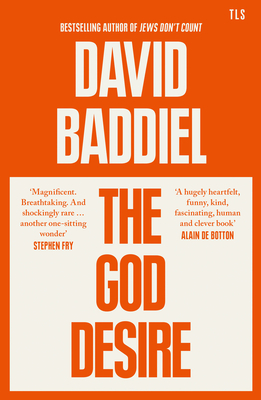 TLS
BESTSELLING AUTHOR OF JEWS DON'T COUNT
DAVID
BADDIEL
‘Magnificent.
Breathtaking. And
shockingly rare ...
another one-sitting
wonder’
STEPHEN FRY
THE
GOD
DESIRE
‘A hugely heartfelt,
funny, kind,
fascinating, human
and clever book’
ALAIN DE BOTTON